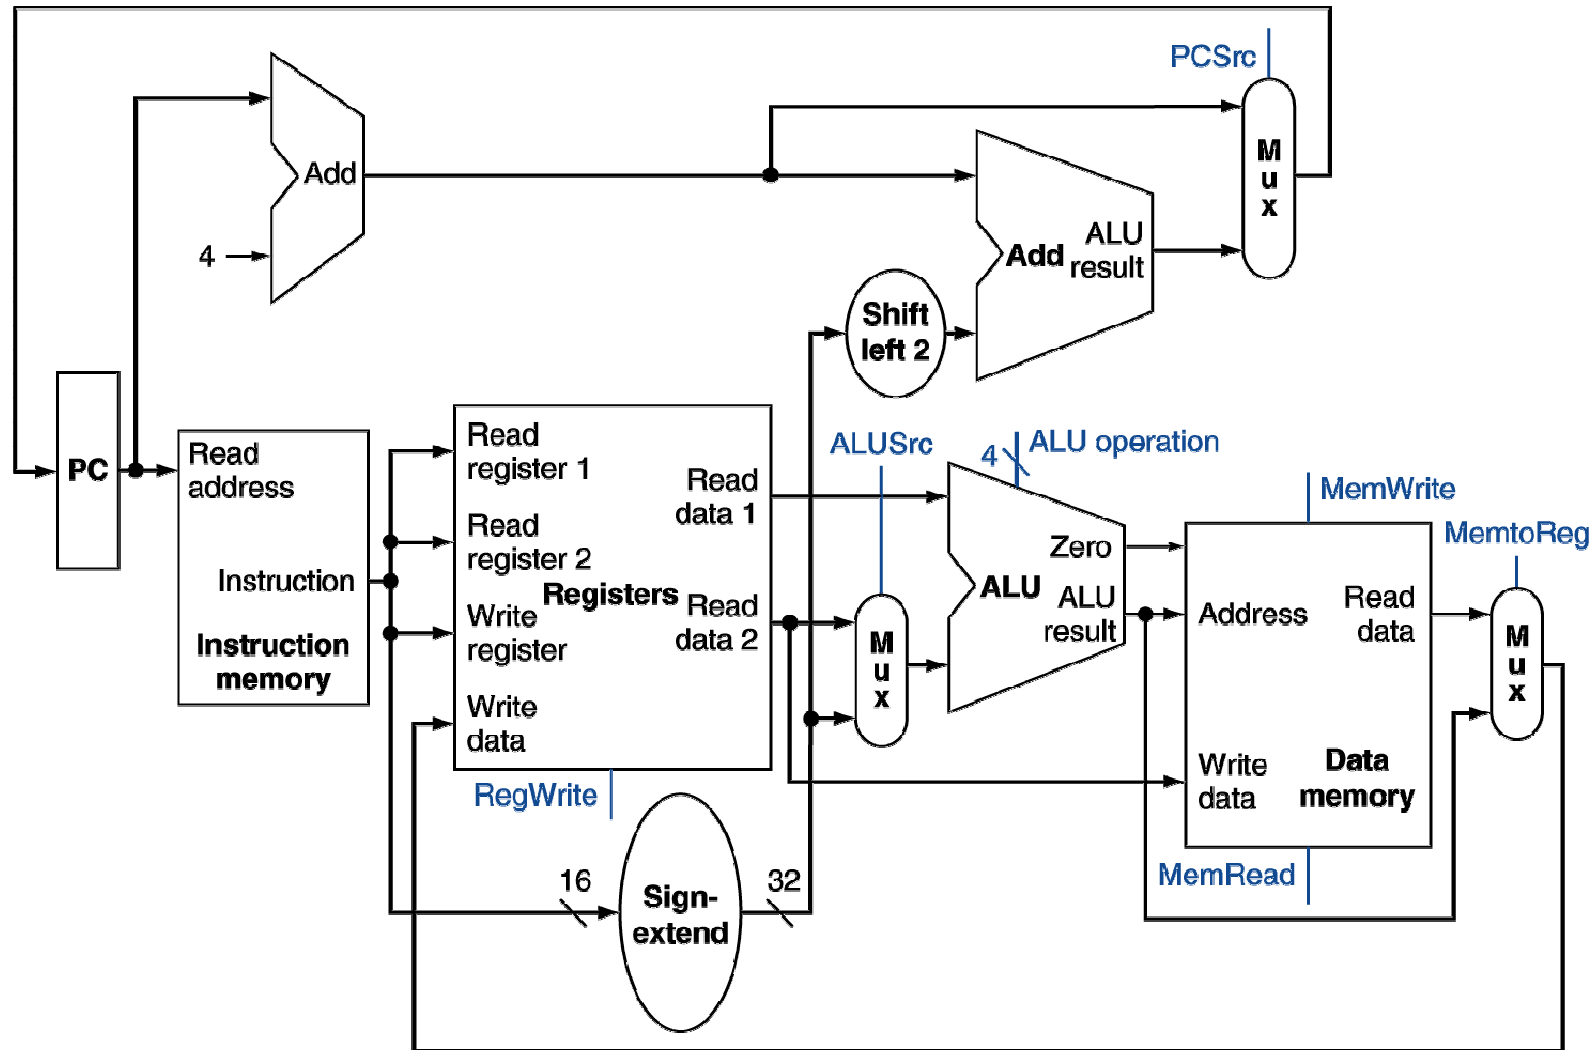 PCSrc
Add
4
M
u
x
Add
ALU
result
Shift
left 2
PC
Read
address
Instruction
Instruction
memory
Read
register 1
Read
register 2
Write
register
Write
data
Registers
Read
data 1
Read
data 2
RegWrite
ALUSrc
M
u
x
4
ALU operation
Zero
ALU
ALU
result
MemWrite
Address
Read
data
Write
data
Data
memory
MemRead
MemtoReg
M
u
x
16
Sign-
extend
32